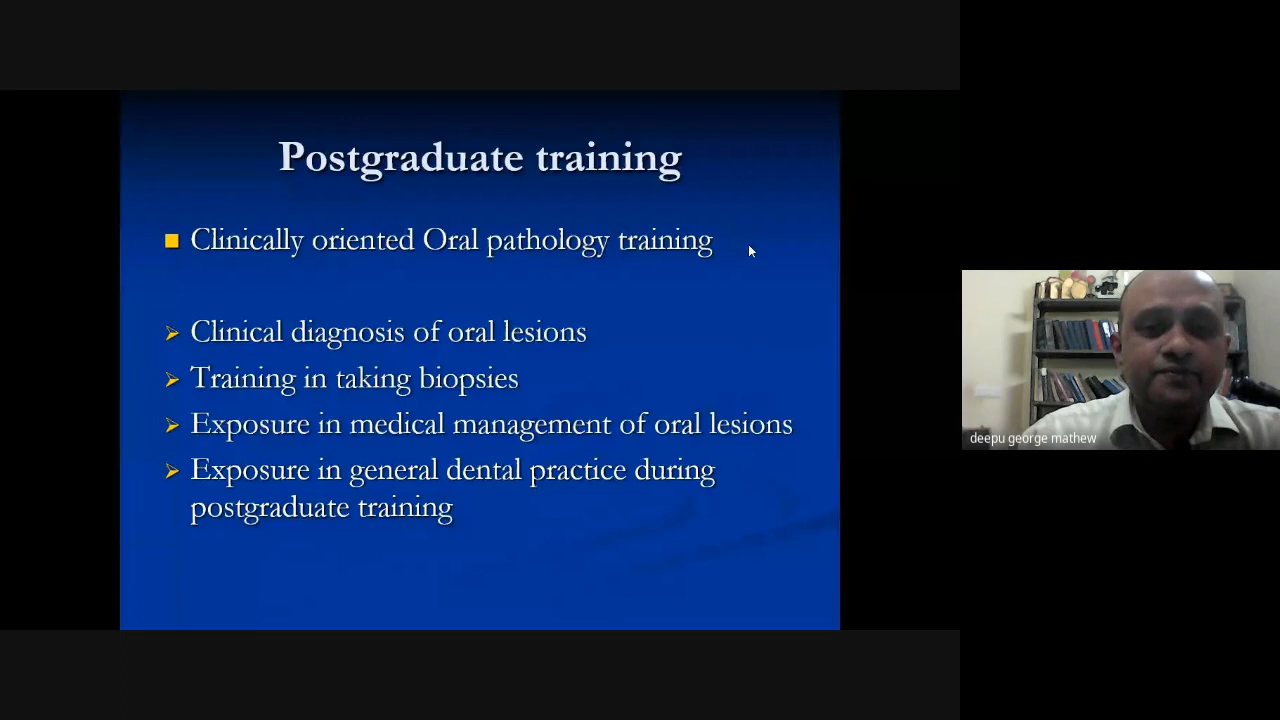 Postgraduate training
Clinically oriented Oral pathology training
Clinical diagnosis of oral lesions
Training in taking biopsies
Exposure in medical management of oral lesions
Exposure in general dental practice during
postgraduate training
deepu george mathew